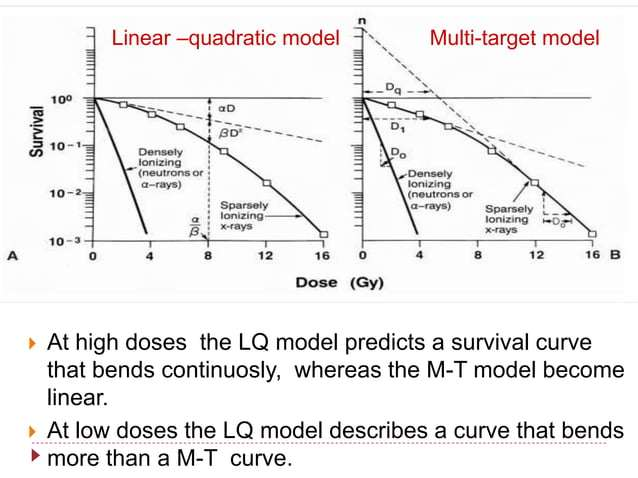 Linear –quadratic model
Multi-target model
n
Survival
10⁰
10⁻¹
10⁻²
10⁻³
αD
βD²
Densely
Ionizing
(neutrons or
α–rays)
α/β
Sparsely
Ionizing
x-rays
0 4 8 12 16
A
Dq
D₁
D₀
Densely
Ionizing
(neutrons or
α–rays)
Sparsely
Ionizing
x-rays
D₀
0 4 8 12 16
B
Dose (Gy)
At high doses the LQ model predicts a survival curve
that bends continuosly, whereas the M-T model become
linear.
At low doses the LQ model describes a curve that bends
more than a M-T curve.